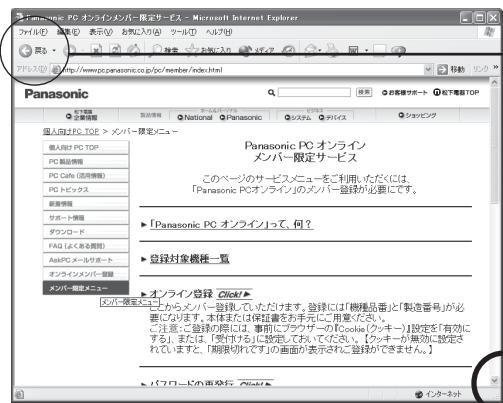 Panasonic PC オンラインメンバー限定サービス - Microsoft Internet Explorer
ファイル(F) 編集(E) 表示(V) お気に入り(A) ツール(T) ヘルプ(H)
戻る 検索 お気に入り メディア
アドレス(D) http://www.pc.panasonic.co.jp/pc/member/index.html 移動 リンク »
Panasonic 検索 お客様サポート 松下電器TOP
松下電器 ホーム&パーソナル ビジネス
企業情報 製品情報 National Panasonic システム デバイス ショッピング
個人向け PC TOP > メンバー限定メニュー
個人向け PC TOP
PC 製品情報
PC Cafe (活用情報)
PC トピックス
新着情報
サポート情報
ダウンロード
FAQ (よくある質問)
AskPC メールサポート
オンラインメンバー登録
メンバー限定メニュー
メンバー限定メニュー
Panasonic PC オンライン
メンバー限定サービス
このページのサービスメニューをご利用いただくには、
「Panasonic PCオンライン」のメンバー登録が必要です。
▶「Panasonic PC オンライン」って、何?
▶登録対象機種一覧
▶オンライン登録 Click!▶
ここからメンバー登録していただけます。登録には「機種品番」と「製造番号」が必
要になります。本体または保証書をお手元にご用意ください。
ご注意:ご登録の際には、事前にブラウザーの『Cookie(クッキー)』設定を「有効に
する」、または、「受付ける」に設定しておいてください。【クッキーが無効に設定さ
れていますと、「期限切れです」の画面が表示されご登録ができません。】
▶パスワードの再発行 Click!▶
インターネット